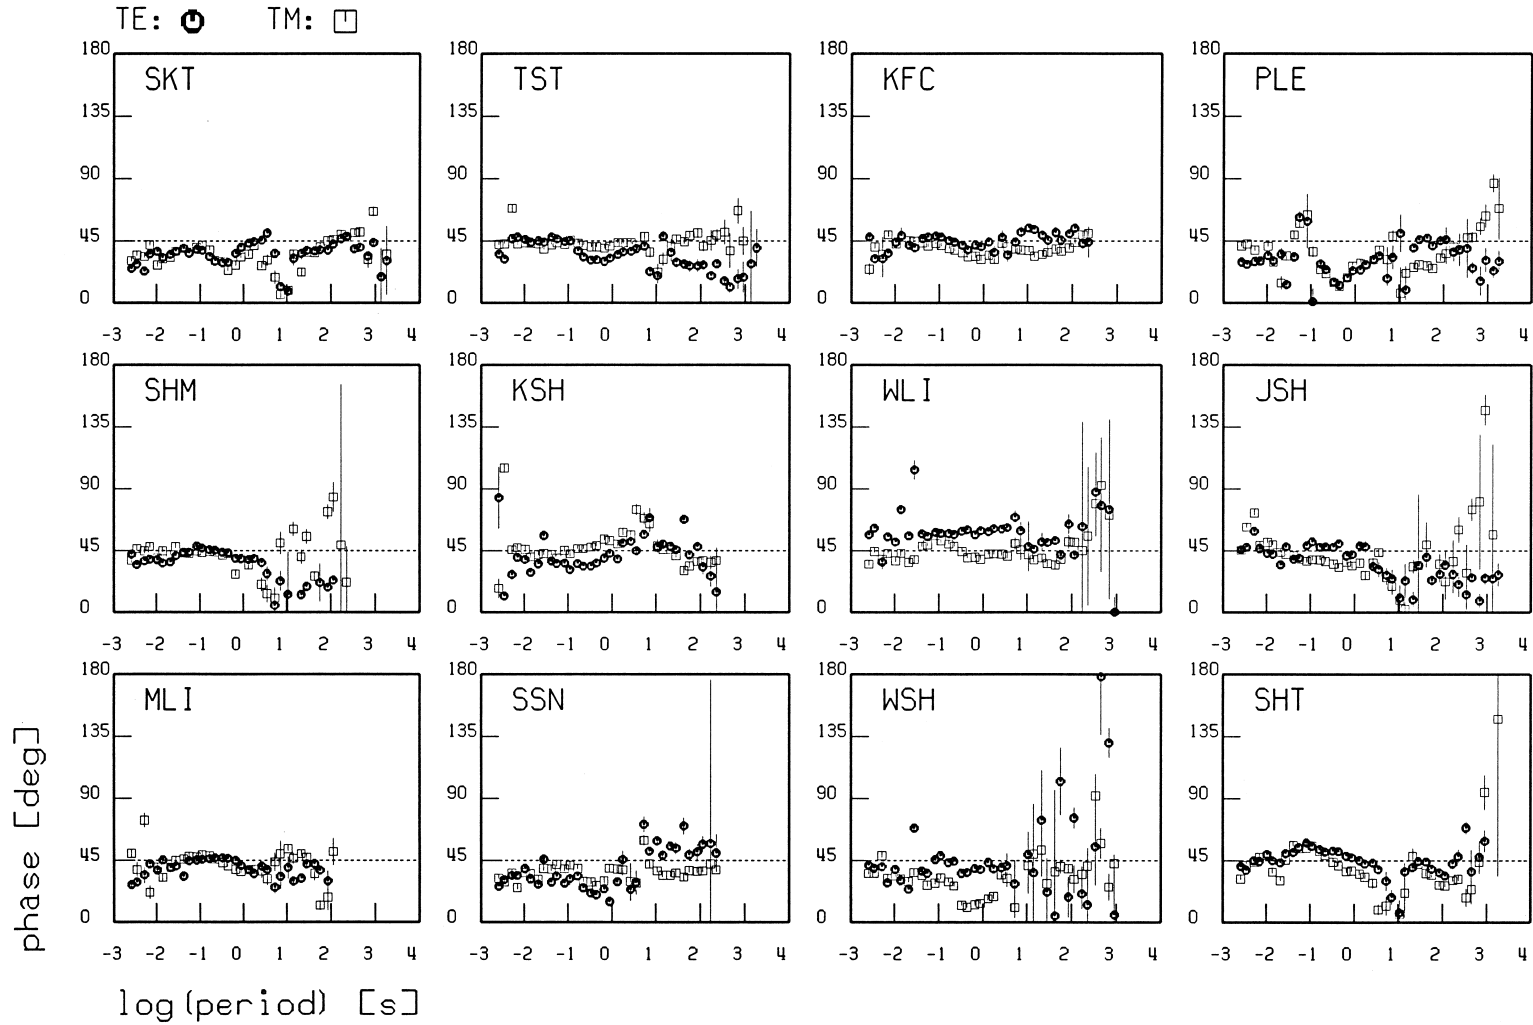 TE: TM:
SKT TST KFC PLE
180 180 180 180
135 135 135 135
90 90 90 90
45 45 45 45
0 0 0 0
-3 -2 -1 0 1 2 3 4 -3 -2 -1 0 1 2 3 4 -3 -2 -1 0 1 2 3 4 -3 -2 -1 0 1 2 3 4
SHM KSH WLI JSH
180 180 180 180
135 135 135 135
90 90 90 90
45 45 45 45
0 0 0 0
-3 -2 -1 0 1 2 3 4 -3 -2 -1 0 1 2 3 4 -3 -2 -1 0 1 2 3 4 -3 -2 -1 0 1 2 3 4
MLI SSN WSH SHT
180 180 180 180
135 135 135 135
90 90 90 90
45 45 45 45
0 0 0 0
-3 -2 -1 0 1 2 3 4 -3 -2 -1 0 1 2 3 4 -3 -2 -1 0 1 2 3 4 -3 -2 -1 0 1 2 3 4
phase [deg]
log(period) [s]